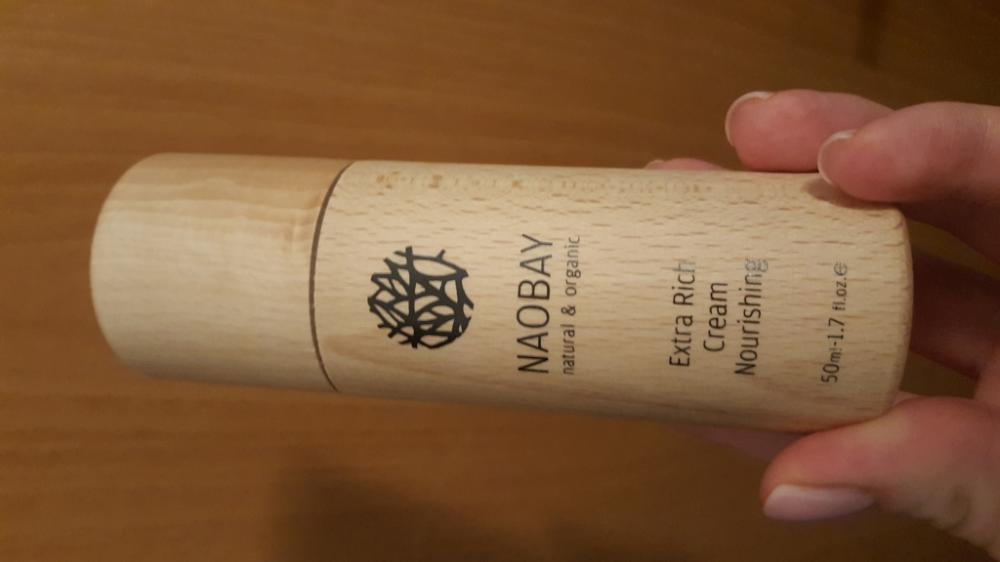 NAOBAY
natural & organic
Extra Rich
Cream
Nourishing
50ml-1.7 fl.oz.e